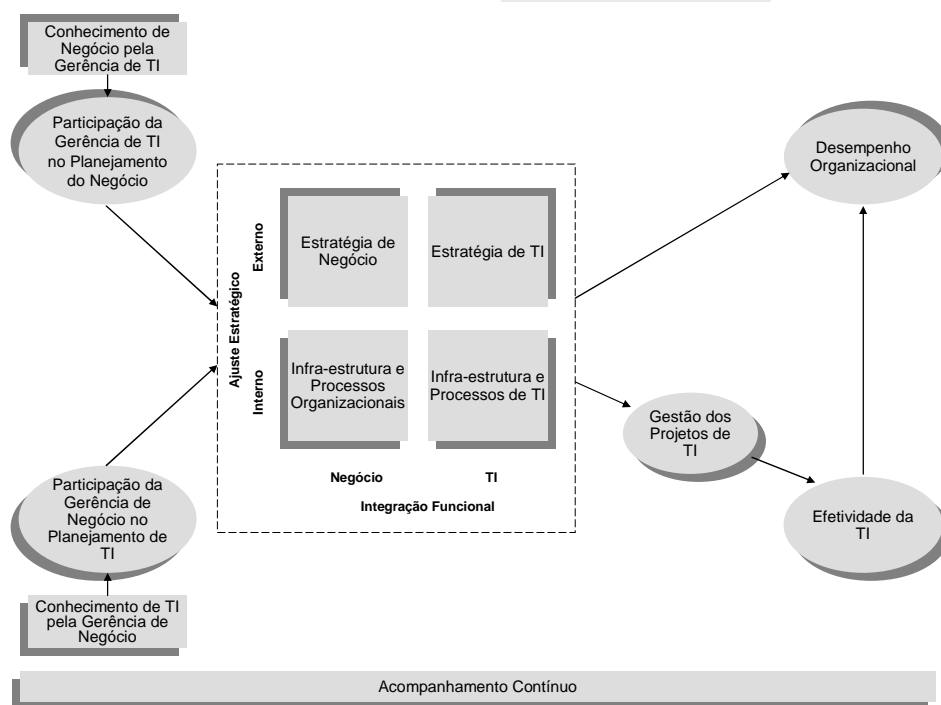 Conhecimento de
Negócio pela
Gerência de TI
Participação da
Gerência de TI
no Planejamento
do Negócio
Desempenho
Organizacional
Ajuste Estratégico
Externo
Interno
Estratégia de
Negócio
Estratégia de TI
Infra-estrutura e
Processos
Organizacionais
Infra-estrutura e
Processos de TI
Negócio
TI
Integração Funcional
Gestão dos
Projetos de
TI
Efetividade da
TI
Participação da
Gerência de
Negócio no
Planejamento de
TI
Conhecimento de TI
pela Gerência de
Negócio
Acompanhamento Contínuo